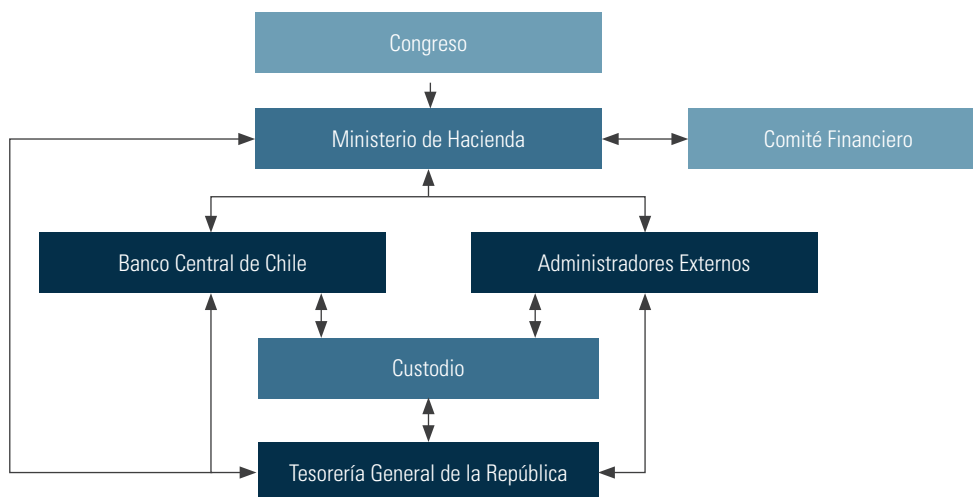 Congreso
Ministerio de Hacienda
Comité Financiero
Banco Central de Chile
Administradores Externos
Custodio
Tesorería General de la República